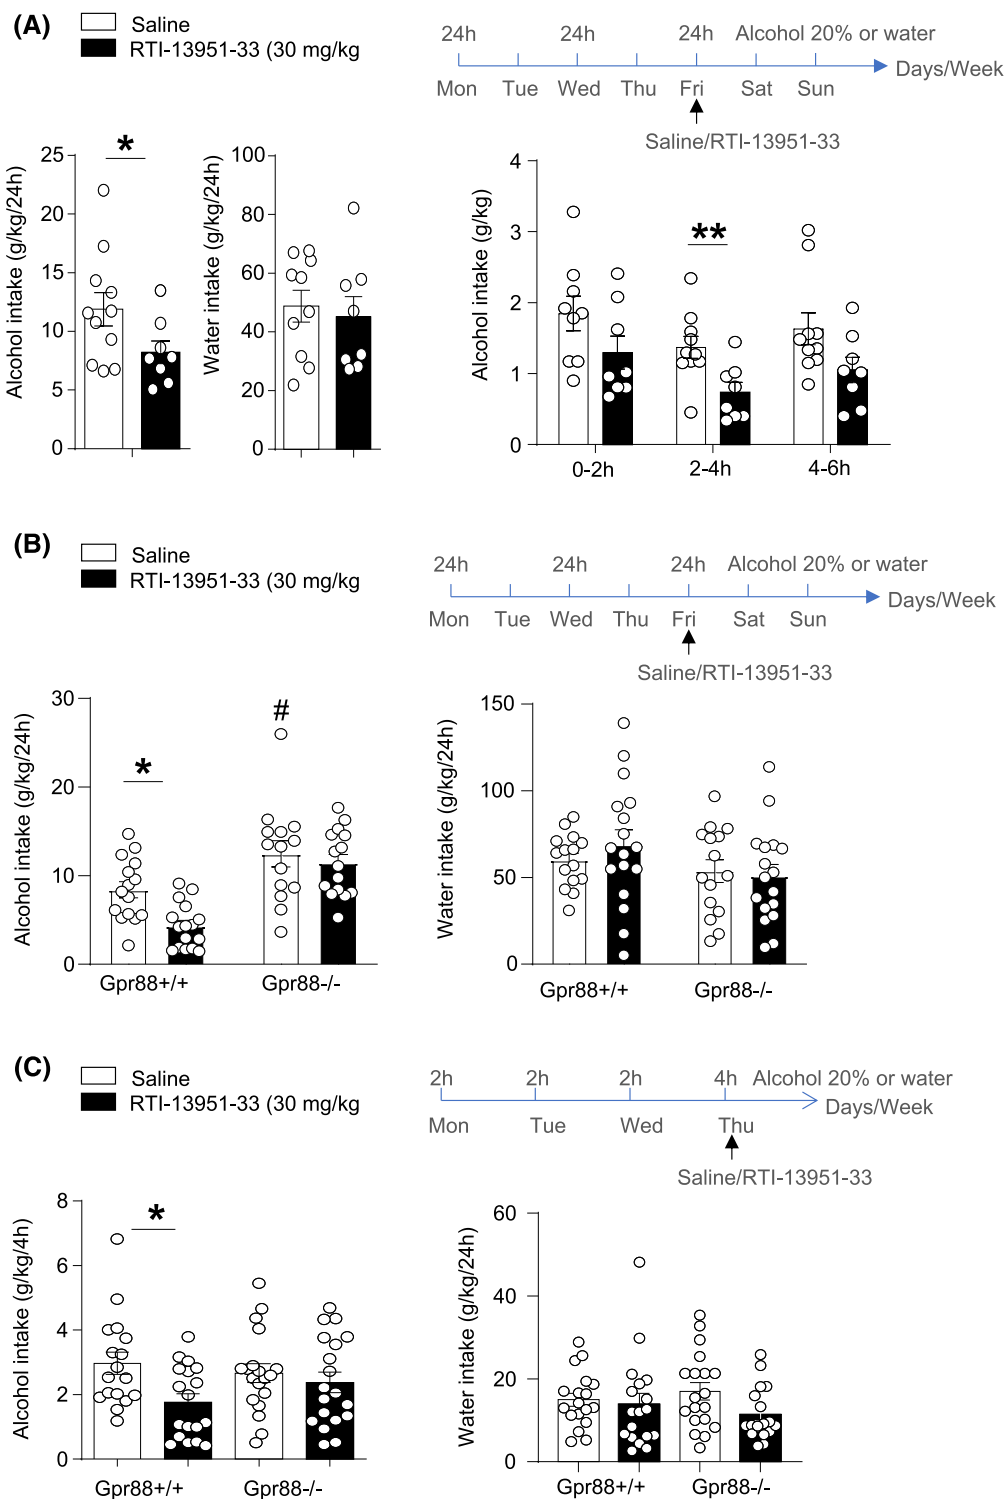 (A)
Saline
RTI-13951-33 (30 mg/kg
24h 24h 24h Alcohol 20% or water
Days/Week
Mon Tue Wed Thu Fri Sat Sun
Saline/RTI-13951-33
Alcohol intake (g/kg/24h)
25
20
15
10
5
0
*
Water intake (g/kg/24h)
100
80
60
40
20
0
Alcohol intake (g/kg)
4
3
2
1
0
**
0-2h 2-4h 4-6h
(B)
Saline
RTI-13951-33 (30 mg/kg
24h 24h 24h Alcohol 20% or water
Days/Week
Mon Tue Wed Thu Fri Sat Sun
Saline/RTI-13951-33
Alcohol intake (g/kg/24h)
30
20
10
0
*
#
Gpr88+/+ Gpr88-/-
Water intake (g/kg/24h)
150
100
50
0
Gpr88+/+ Gpr88-/-
(C)
Saline
RTI-13951-33 (30 mg/kg
2h 2h 2h 4h Alcohol 20% or water
Days/Week
Mon Tue Wed Thu
Saline/RTI-13951-33
Alcohol intake (g/kg/4h)
8
6
4
2
0
*
Gpr88+/+ Gpr88-/-
Water intake (g/kg/24h)
60
40
20
0
Gpr88+/+ Gpr88-/-